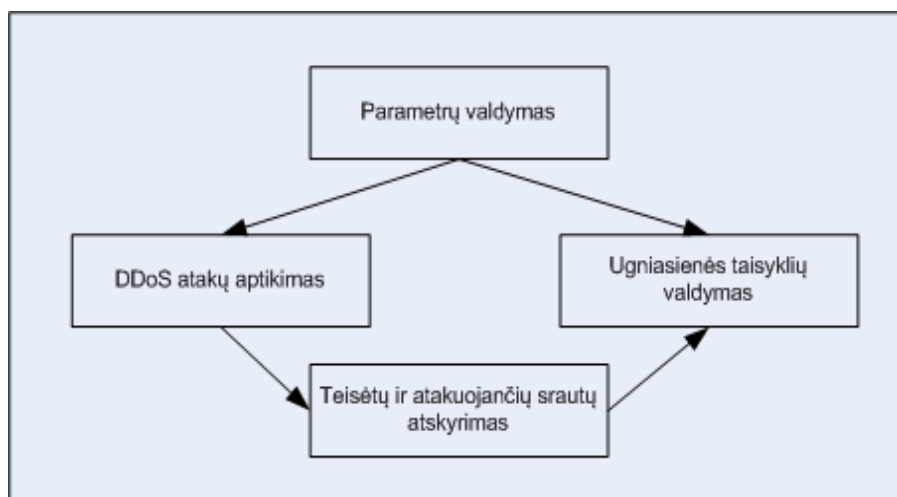 Parametrų valdymas
DDoS atakų aptikimas
Ugniasienės taisyklių
valdymas
Teisėtų ir atakuojančių srautų
atskyrimas